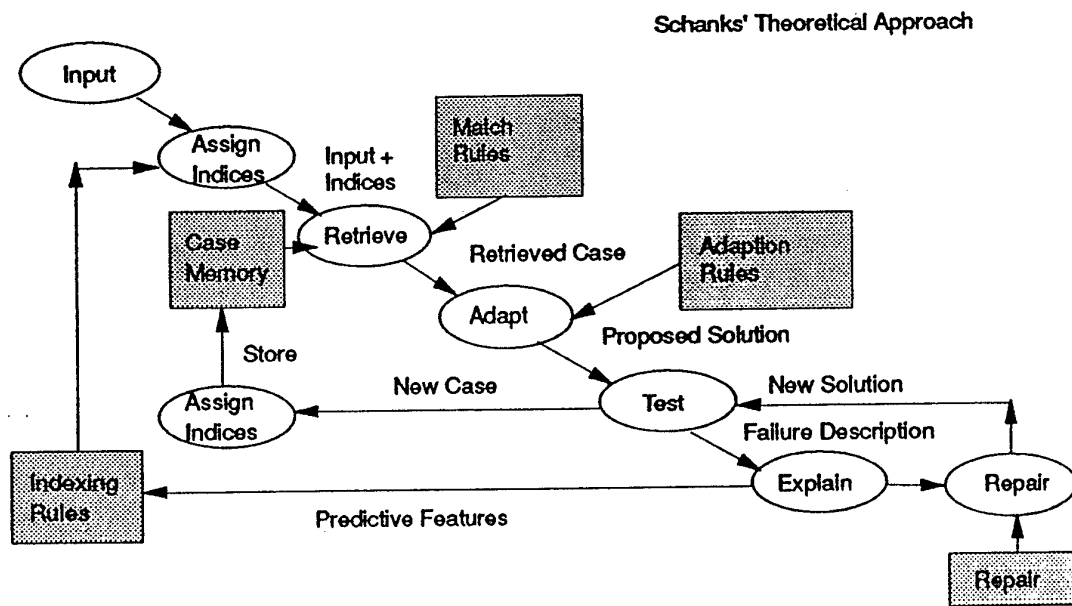 Schanks' Theoretical Approach
Input
Assign
Indices
Input +
Indices
Match
Rules
Case
Memory
Retrieve
Retrieved Case
Adaption
Rules
Adapt
Proposed Solution
Store
New Case
Assign
Indices
Test
New Solution
Failure Description
Indexing
Rules
Explain
Repair
Predictive Features
Repair